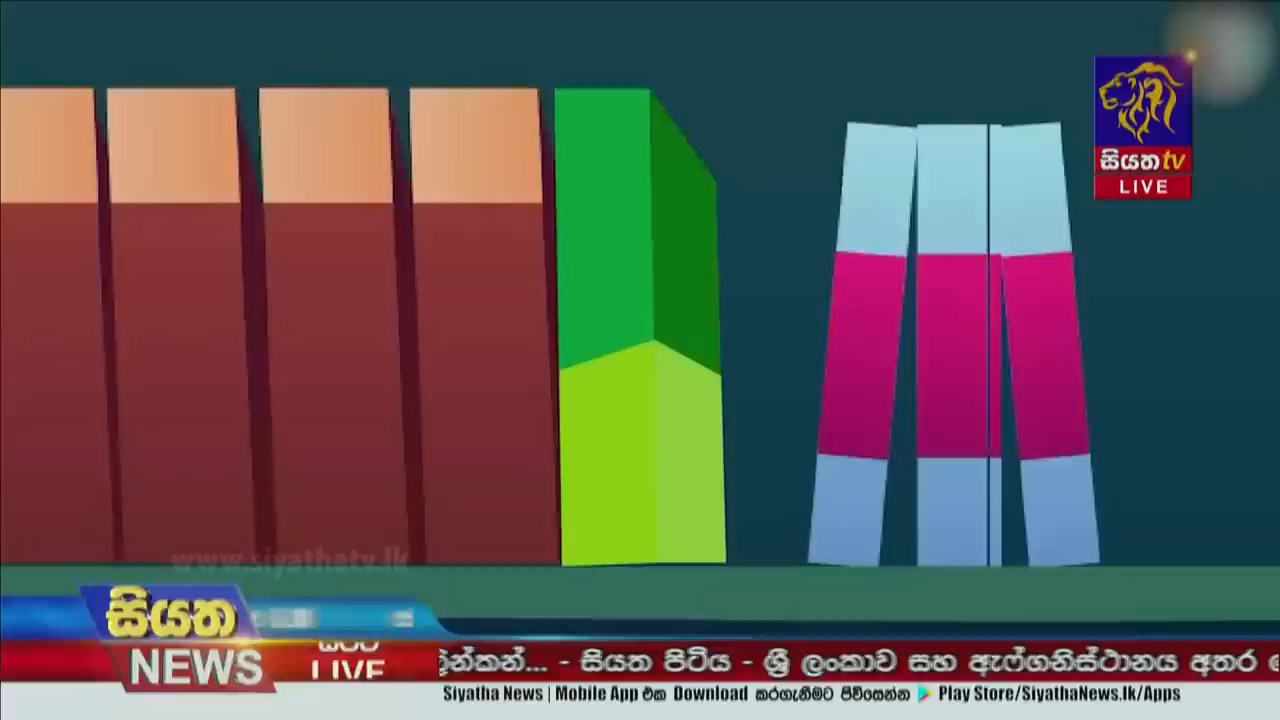 සියත tv
LIVE
www.siyathatv.lk
සියත
NEWS
LIVE
...න්කන්... - සියත පිටිය - ශ්‍රී ලංකාව සහ ඇෆ්ගනිස්ථානය අතර
Siyatha News | Mobile App එක Download කරගැනීමට පිවිසෙන්න Play Store/SiyathaNews.lk/Apps